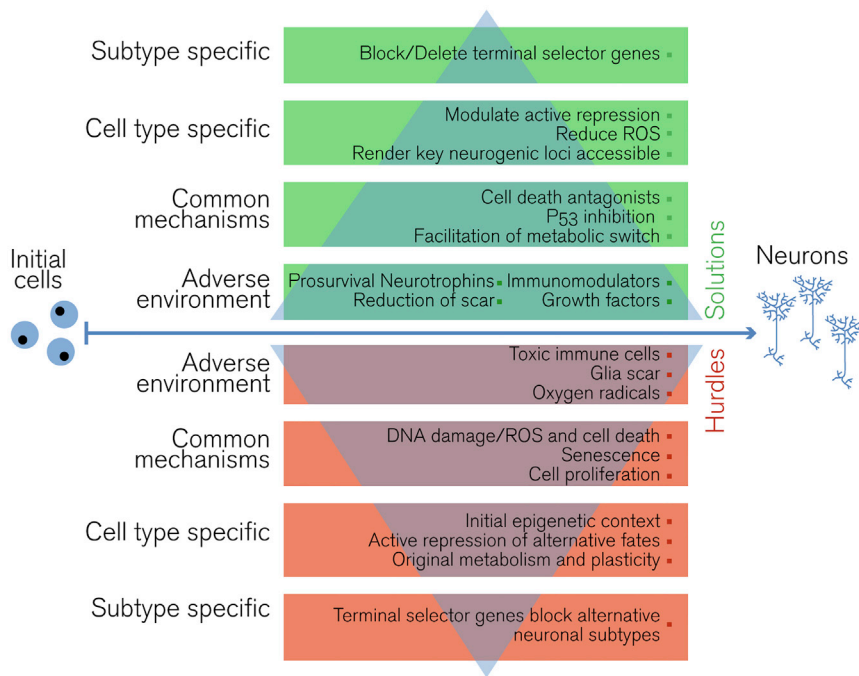 Subtype specific
Block/Delete terminal selector genes
Cell type specific
Modulate active repression
Reduce ROS
Render key neurogenic loci accessible
Common
mechanisms
Cell death antagonists
P53 inhibition
Facilitation of metabolic switch
Adverse
environment
Prosurvival Neurotrophins
Immunomodulators
Reduction of scar
Growth factors
Solutions
Initial
cells
Neurons
Adverse
environment
Toxic immune cells
Glia scar
Oxygen radicals
Hurdles
Common
mechanisms
DNA damage/ROS and cell death
Senescence
Cell proliferation
Cell type specific
Initial epigenetic context
Active repression of alternative fates
Original metabolism and plasticity
Subtype specific
Terminal selector genes block alternative
neuronal subtypes